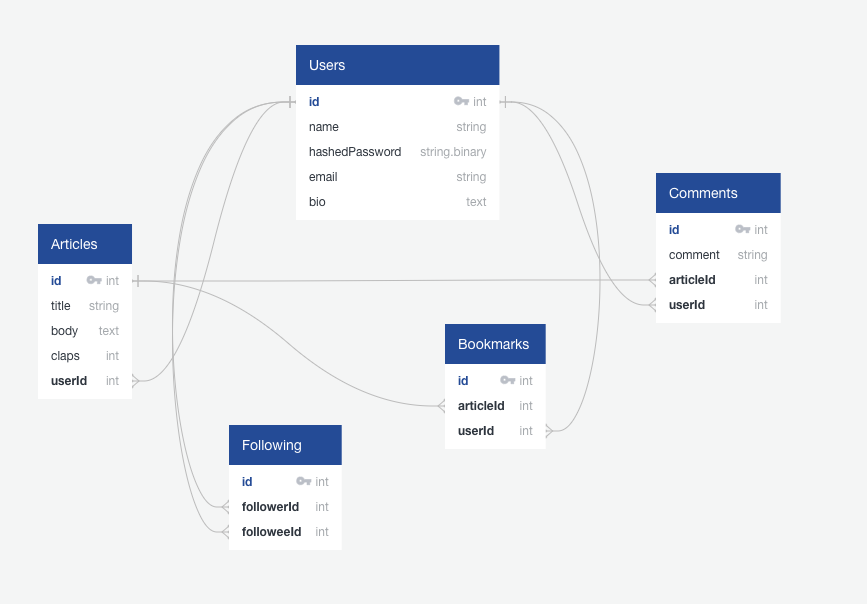 Users
id int
name string
hashedPassword string.binary
email string
bio text
Articles
id int
title string
body text
claps int
userId int
Comments
id int
comment string
articleId int
userId int
Bookmarks
id int
articleId int
userId int
Following
id int
followerId int
followeeId int